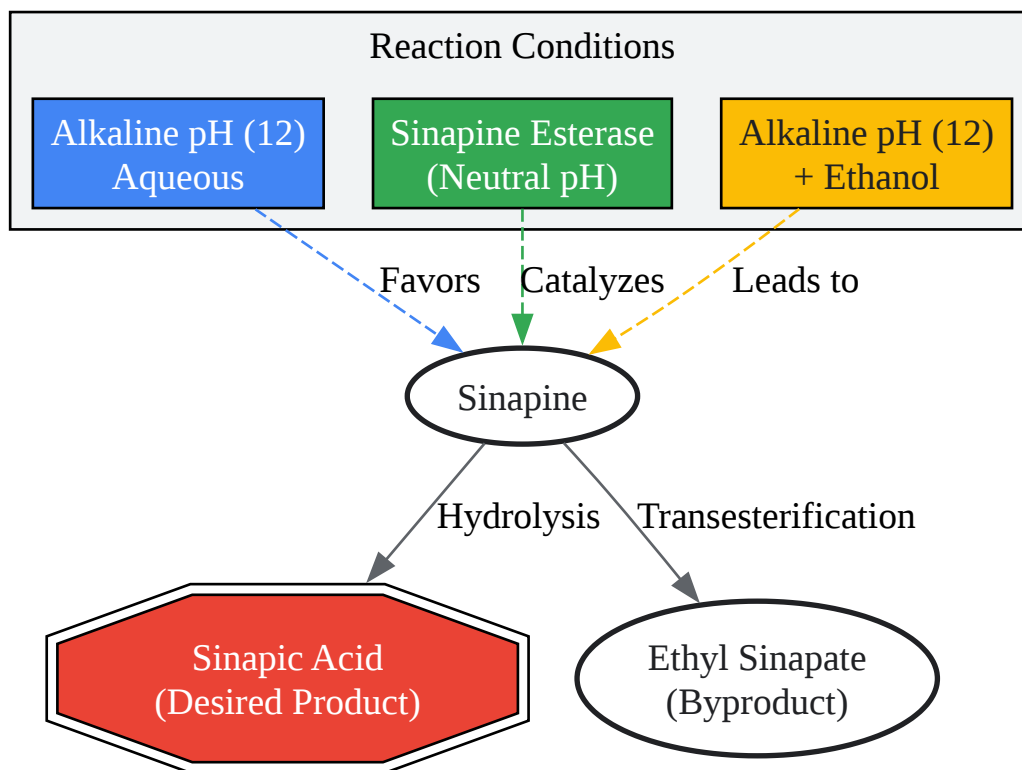 Reaction Conditions
Alkaline pH (12)
Aqueous
Sinapine Esterase
(Neutral pH)
Alkaline pH (12)
+ Ethanol
Favors
Catalyzes
Leads to
Sinapine
Hydrolysis
Transesterification
Sinapic Acid
(Desired Product)
Ethyl Sinapate
(Byproduct)